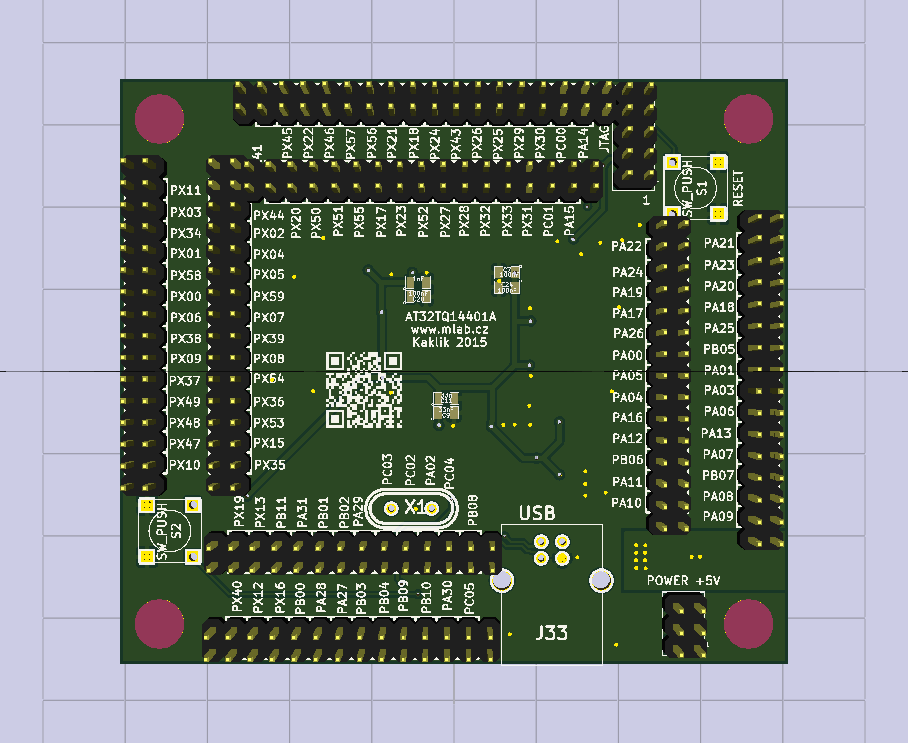 41
PX45
PX22
PX46
PX57
PX56
PX21
PX18
PX24
PX43
PX26
PX25
PX29
PX30
PC00
PA14
JTAG
1
SW_PUSH
S1
RESET
PX44
PX20
PX50
PX51
PX55
PX17
PX23
PX52
PX27
PX28
PX32
PX33
PX31
PC01
PA15
PX11
PX03
PX34
PX01
PX58
PX00
PX06
PX38
PX09
PX37
PX49
PX48
PX47
PX10
PX02
PX04
PX05
PX59
PX07
PX39
PX08
PX54
PX36
PX53
PX15
PX35
AT32TQ14401A
www.mlab.cz
Kaklik 2015
PA22
PA24
PA19
PA17
PA26
PA00
PA05
PA04
PA16
PA12
PB06
PA11
PA10
PA21
PA23
PA20
PA18
PA25
PB05
PA01
PA03
PA06
PA13
PA07
PB07
PA08
PA09
SW_PUSH
S2
PX19
PX13
PB11
PA31
PB01
PB02
PA29
PC03
PC02
PA02
PC04
X1
PB08
USB
PX40
PX12
PX16
PB00
PA28
PA27
PB03
PB04
PB09
PB10
PA30
PC05
J33
POWER +5V